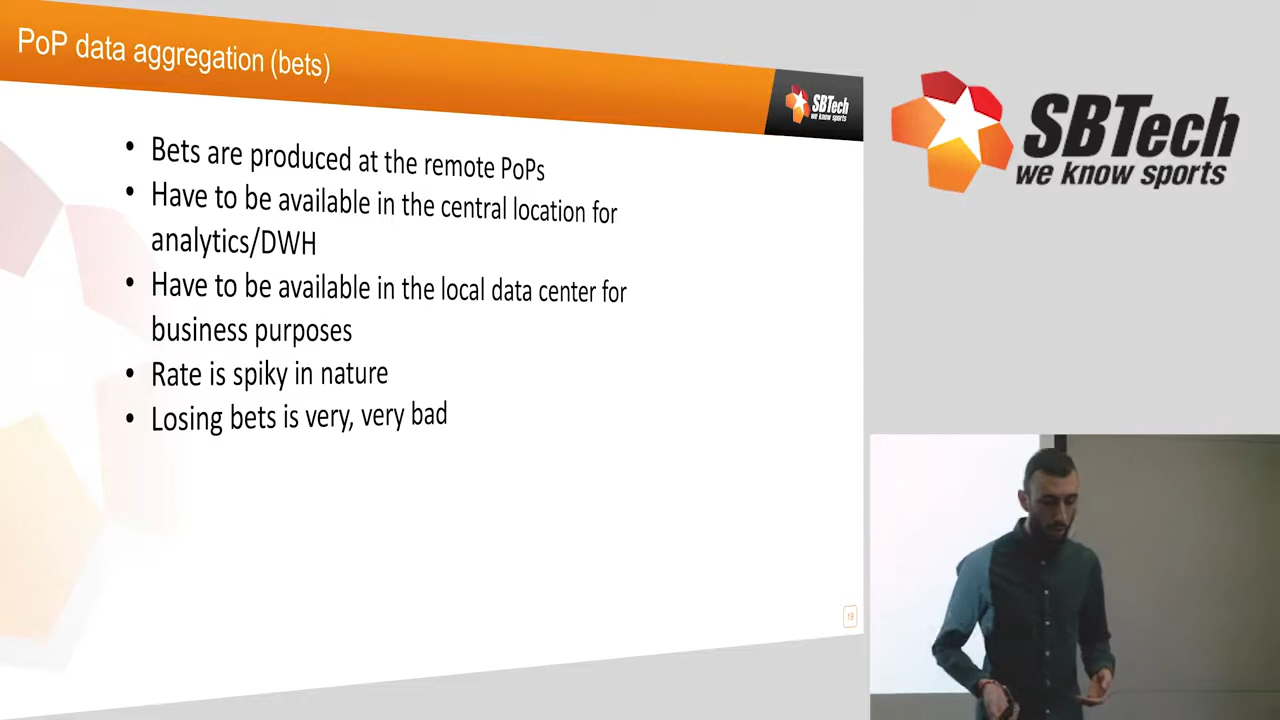 PoP data aggregation (bets)
SBTech
we know sports
• Bets are produced at the remote PoPs
• Have to be available in the central location for
analytics/DWH
• Have to be available in the local data center for
business purposes
• Rate is spiky in nature
• Losing bets is very, very bad
19
SBTech
we know sports